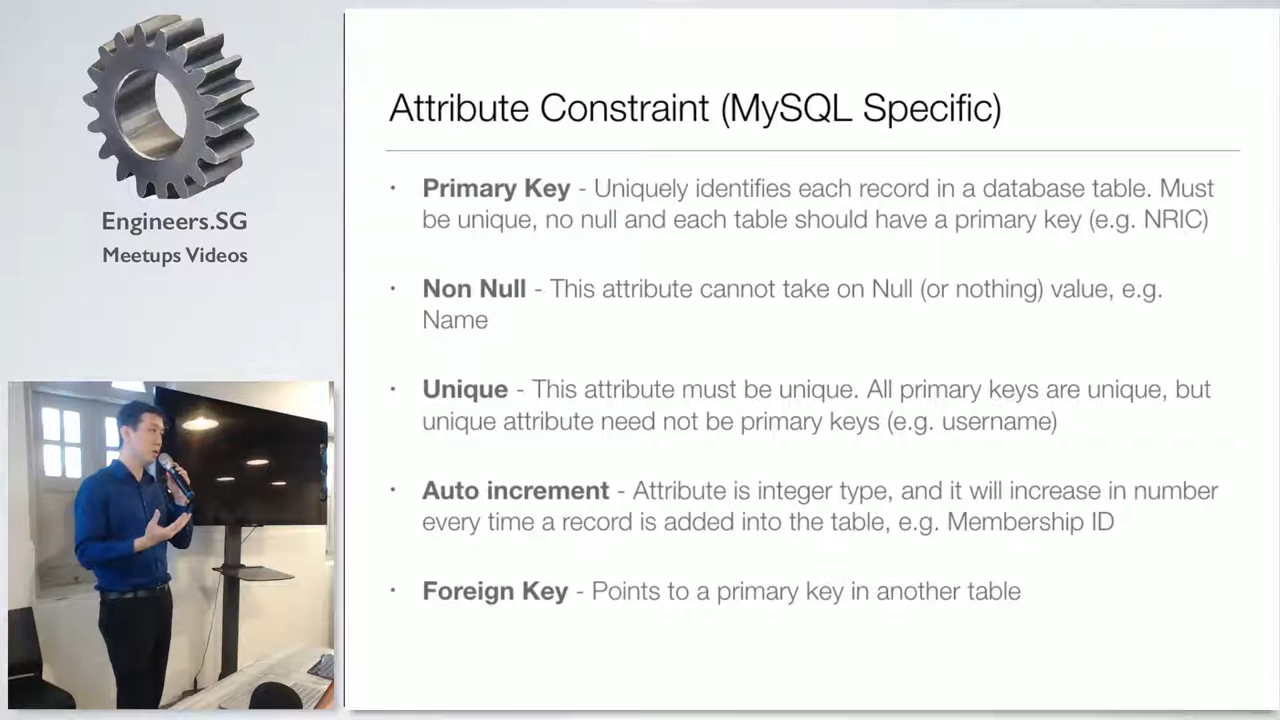 Engineers.SG
Meetups Videos
Attribute Constraint (MySQL Specific)
• Primary Key - Uniquely identifies each record in a database table. Must
be unique, no null and each table should have a primary key (e.g. NRIC)
• Non Null - This attribute cannot take on Null (or nothing) value, e.g.
Name
• Unique - This attribute must be unique. All primary keys are unique, but
unique attribute need not be primary keys (e.g. username)
• Auto increment - Attribute is integer type, and it will increase in number
every time a record is added into the table, e.g. Membership ID
• Foreign Key - Points to a primary key in another table